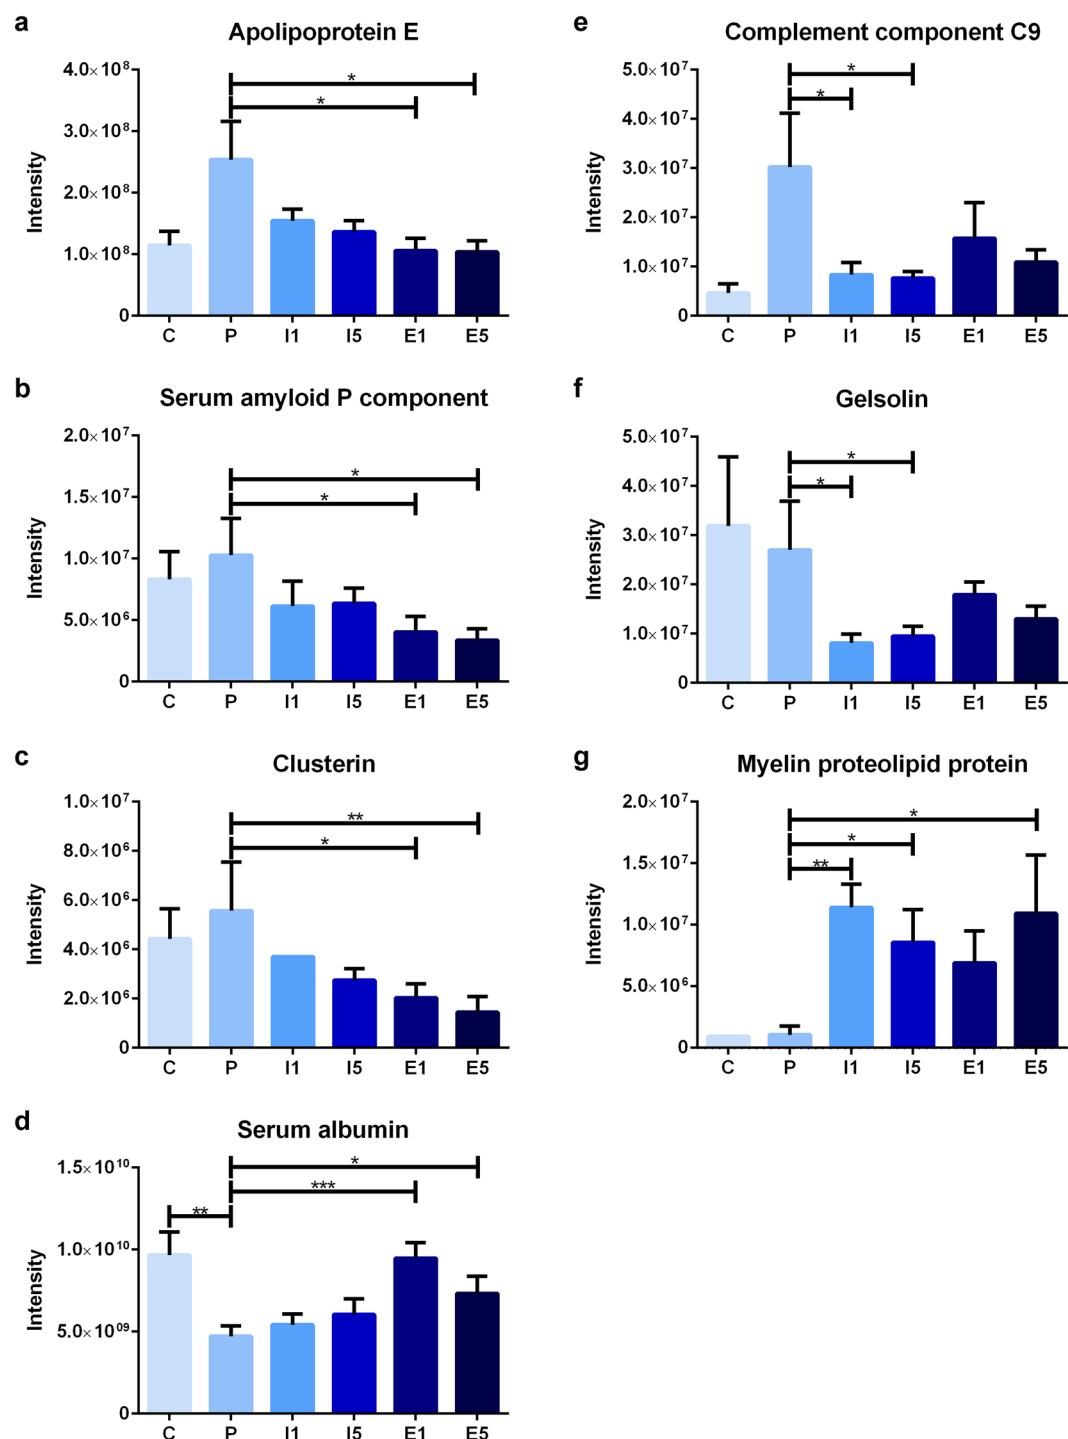 a
Apolipoprotein E
4.0×10⁸
3.0×10⁸
2.0×10⁸
1.0×10⁸
0
Intensity
* *
C P I1 I5 E1 E5
b
Serum amyloid P component
2.0×10⁷
1.5×10⁷
1.0×10⁷
5.0×10⁶
0
Intensity
* *
C P I1 I5 E1 E5
c
Clusterin
1.0×10⁷
8.0×10⁶
6.0×10⁶
4.0×10⁶
2.0×10⁶
0
Intensity
** *
C P I1 I5 E1 E5
d
Serum albumin
1.5×10¹⁰
1.0×10¹⁰
5.0×10⁰⁹
0
Intensity
* *** **
C P I1 I5 E1 E5
e
Complement component C9
5.0×10⁷
4.0×10⁷
3.0×10⁷
2.0×10⁷
1.0×10⁷
0
Intensity
* *
C P I1 I5 E1 E5
f
Gelsolin
5.0×10⁷
4.0×10⁷
3.0×10⁷
2.0×10⁷
1.0×10⁷
0
Intensity
* *
C P I1 I5 E1 E5
g
Myelin proteolipid protein
2.0×10⁷
1.5×10⁷
1.0×10⁷
5.0×10⁶
0
Intensity
* * **
C P I1 I5 E1 E5